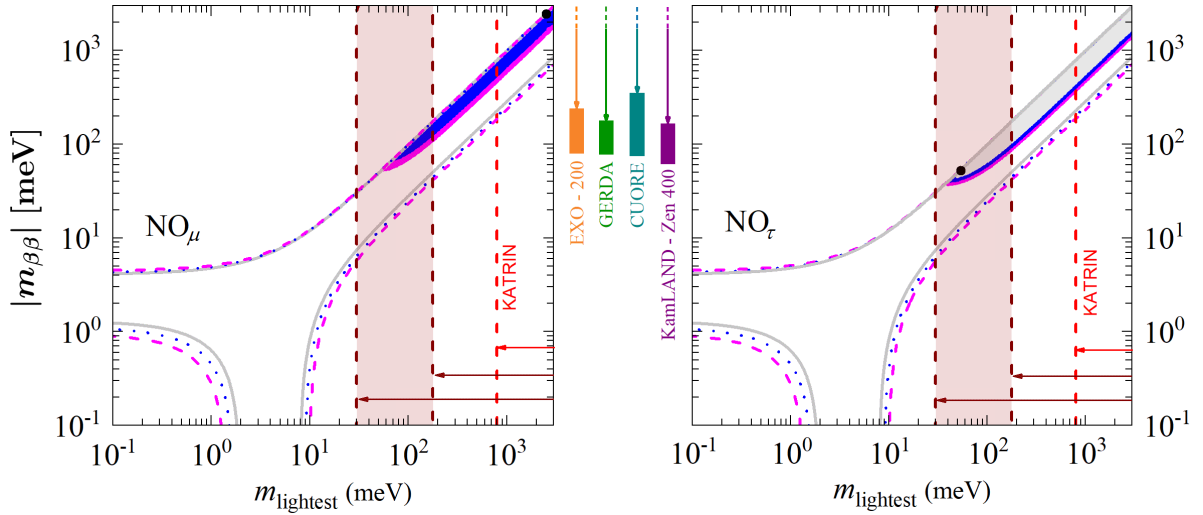 |m_ββ| [meV]
10³
10²
10¹
10⁰
10⁻¹
NO_μ
KATRIN
10⁻¹ 10⁰ 10¹ 10² 10³
m_lightest (meV)
EXO - 200
GERDA
CUORE
KamLAND - Zen 400
NO_τ
KATRIN
10³
10²
10¹
10⁰
10⁻¹
10⁻¹ 10⁰ 10¹ 10² 10³
m_lightest (meV)